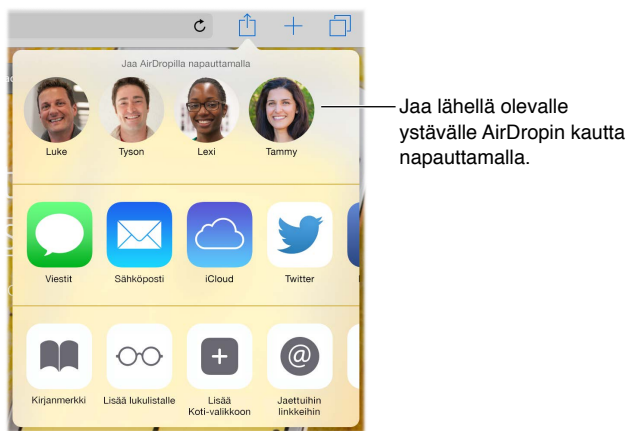 Jaa AirDropilla napauttamalla
Luke
Tyson
Lexi
Tammy
Jaa lähellä olevalle
ystävälle AirDropin kautta
napauttamalla.
Viestit
Sähköposti
iCloud
Twitter
Kirjanmerkki
Lisää lukulistalle
Lisää
Koti-valikkoon
Jaettuihin
linkkeihin